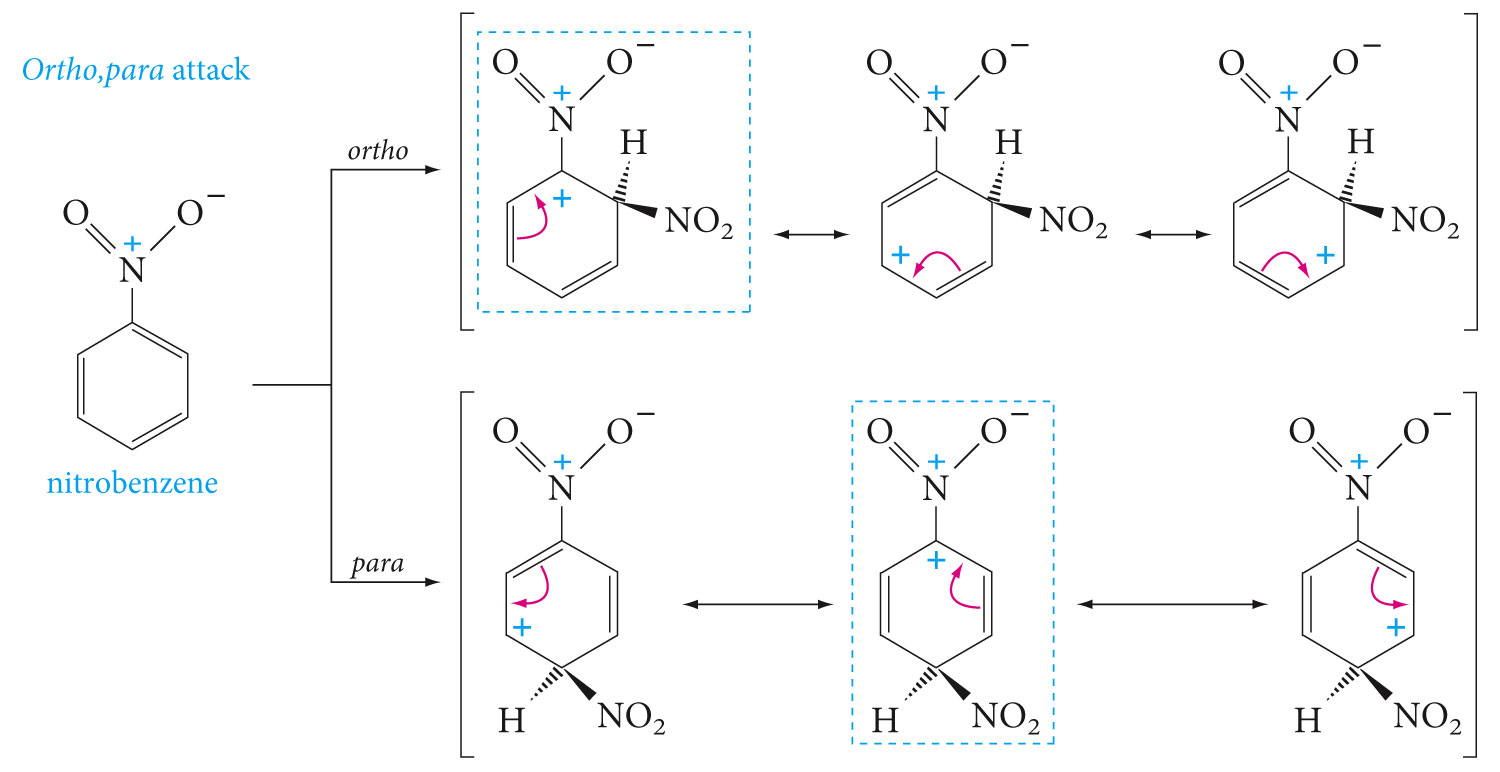 Ortho,para attack
O O−
+
N
nitrobenzene
ortho
para
O O−
+
N
H
+
NO2
O O−
+
N
H
+
NO2
O O−
+
N
H
+
NO2
O O−
+
N
+
H NO2
O O−
+
N
+
H NO2
O O−
+
N
+
H NO2